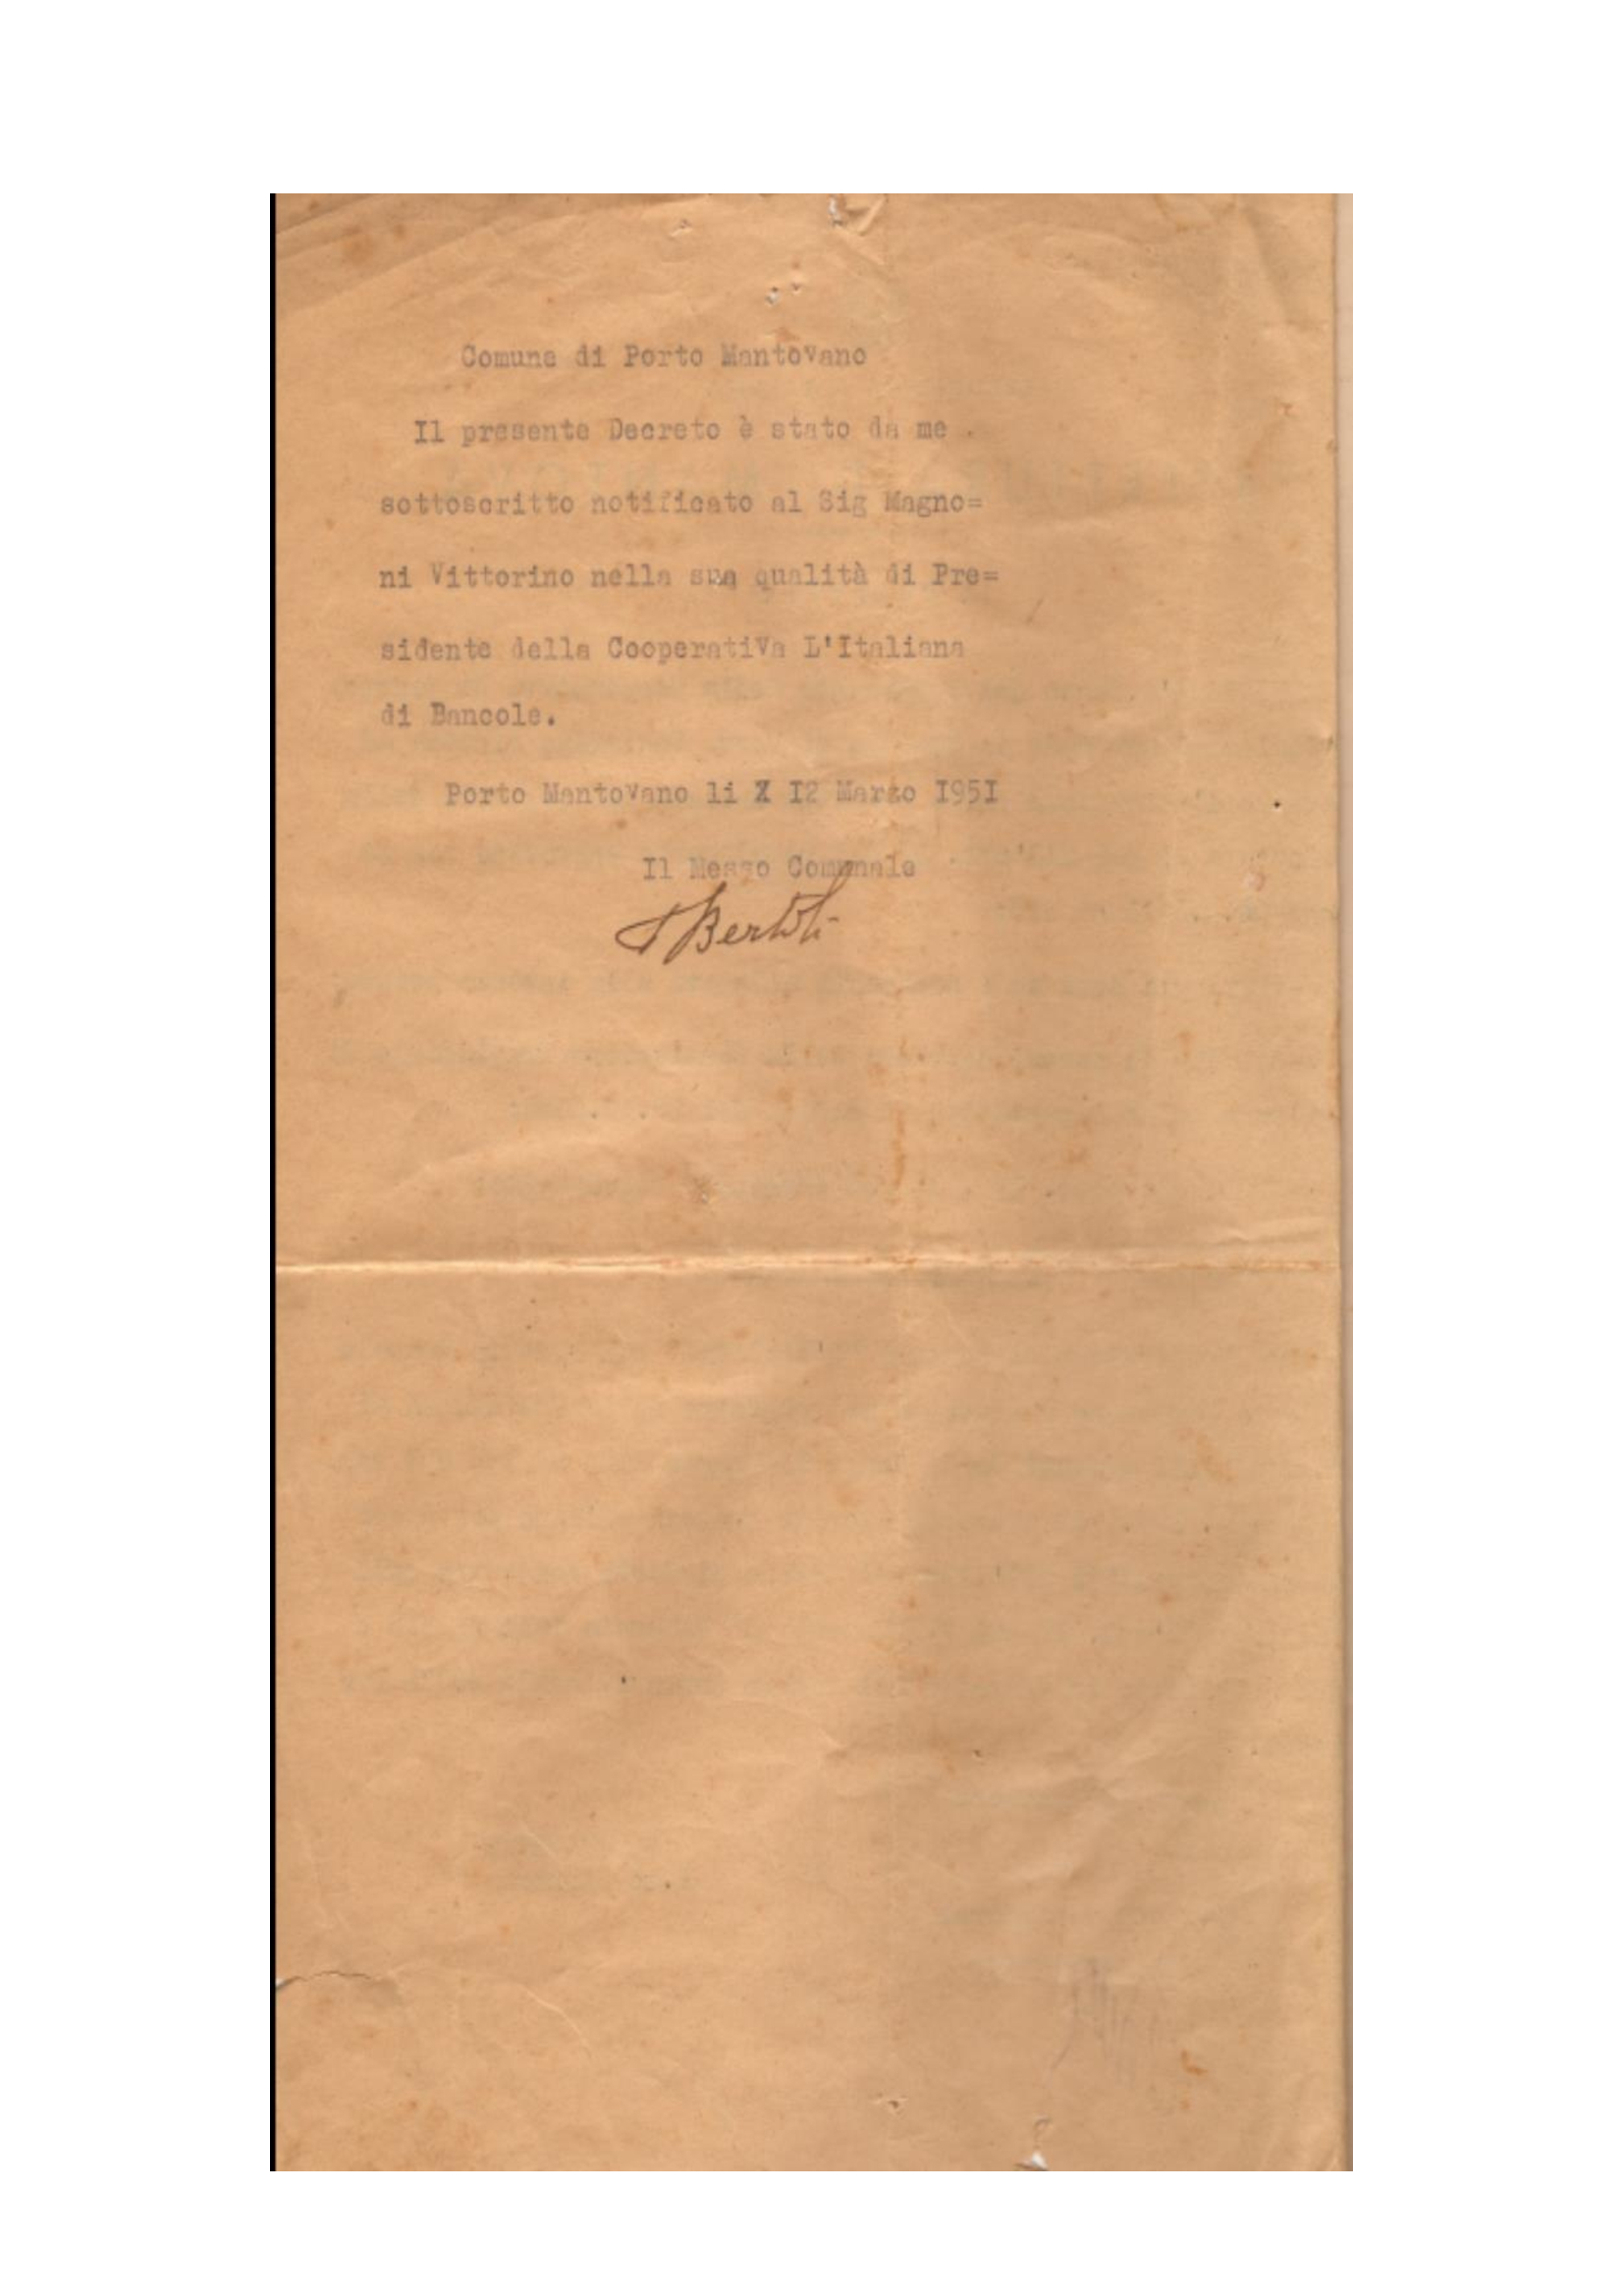 Comune di Porto Mantovano
Il presente Decreto è stato da me
sottoscritto notificato al Sig Magno=
ni Vittorino nella sua qualità di Pre=
sidente della Cooperativa L'Italiana
di Bancole.
Porto Mantovano li X I2 Marzo I95I
Il Messo Comunale
Bertoli